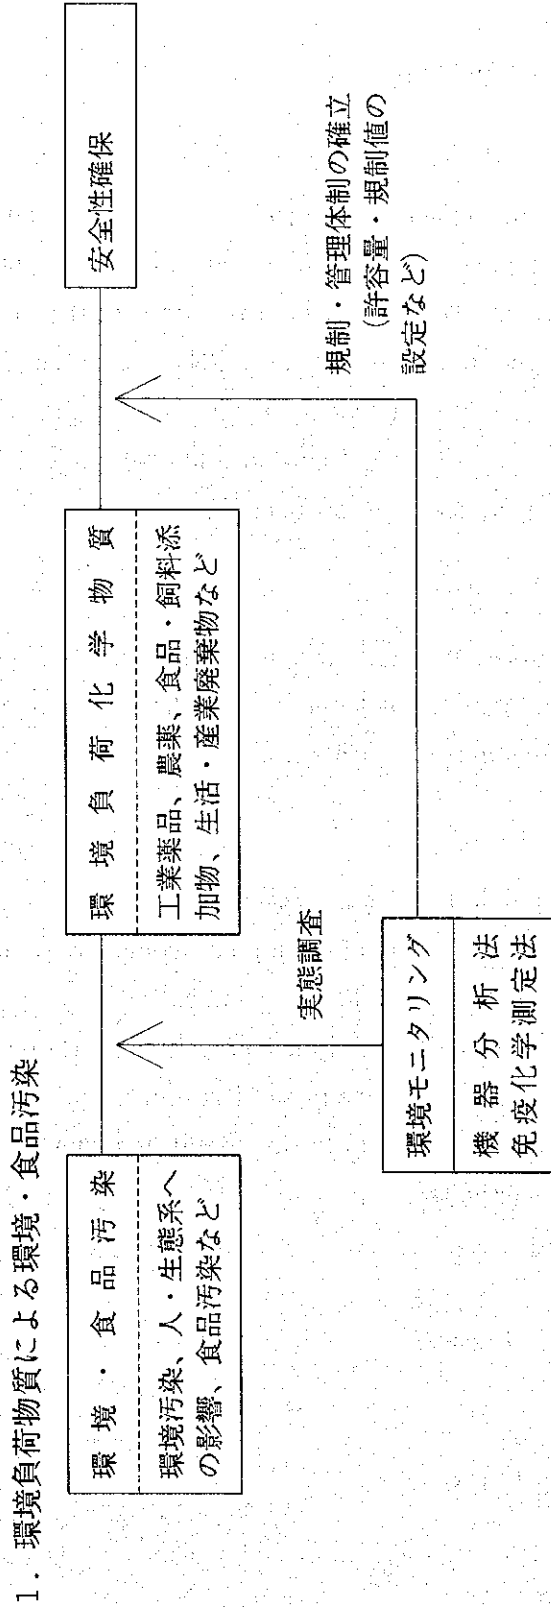 1. 環境負荷物質による環境・食品汚染
環境・食品汚染
環境汚染、人・生態系へ
の影響、食品汚染など
環境負荷化学物質
工業薬品、農薬、食品・飼料添
加物、生活・産業廃棄物など
安全性確保
実態調査
環境モニタリング
機器分析法
免疫化学測定法
規制・管理体制の確立
(許容量・規制値の
設定など)